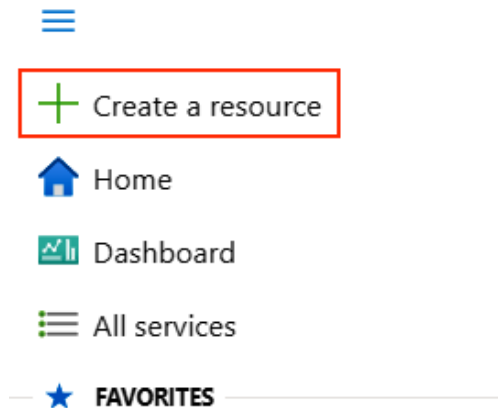 Create a resource
Home
Dashboard
All services
FAVORITES